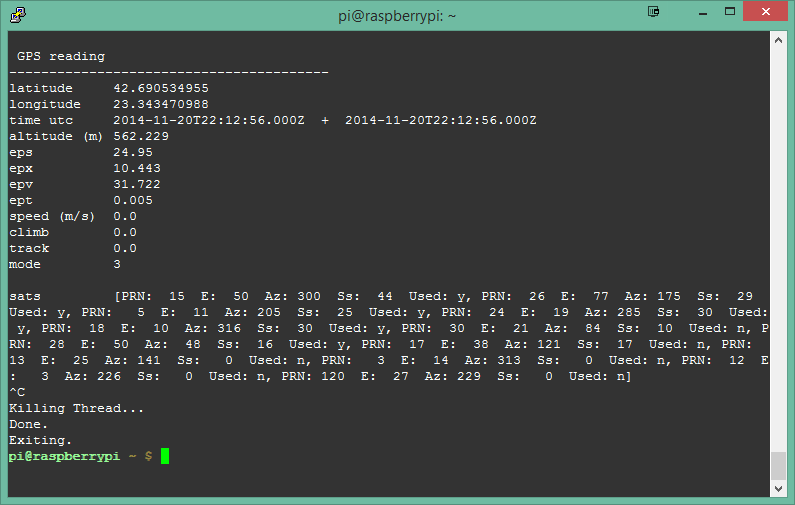 pi@raspberrypi: ~
GPS reading
----------------------------------------
latitude     42.690534955
longitude    23.343470988
time utc     2014-11-20T22:12:56.000Z  +  2014-11-20T22:12:56.000Z
altitude (m) 562.229
eps          24.95
epx          10.443
epv          31.722
ept          0.005
speed (m/s)  0.0
climb        0.0
track        0.0
mode         3
sats         [PRN:  15  E:   50  Az: 300  Ss:  44  Used: y, PRN:  26  E:   77  Az: 175  Ss:  29
Used: y, PRN:   5  E:   11  Az: 205  Ss:  25  Used: y, PRN:  24  E:  19  Az: 285  Ss:  30  Used:
 y, PRN:  18  E:  10  Az: 316  Ss:  30  Used: y, PRN:  30  E:  21  Az:  84  Ss:  10  Used: n, P
RN:  28  E:  50  Az:  48  Ss:  16  Used: y, PRN:  17  E:  38  Az: 121  Ss:  17  Used: n, PRN:
13  E:  25  Az: 141  Ss:   0  Used: n, PRN:   3  E:  14  Az: 313  Ss:   0  Used: n, PRN:  12  E
:   3  Az: 226  Ss:   0  Used: n, PRN: 120  E:  27  Az: 229  Ss:   0  Used: n]
^C
Killing Thread...
Done.
Exiting.
pi@raspberrypi ~ $